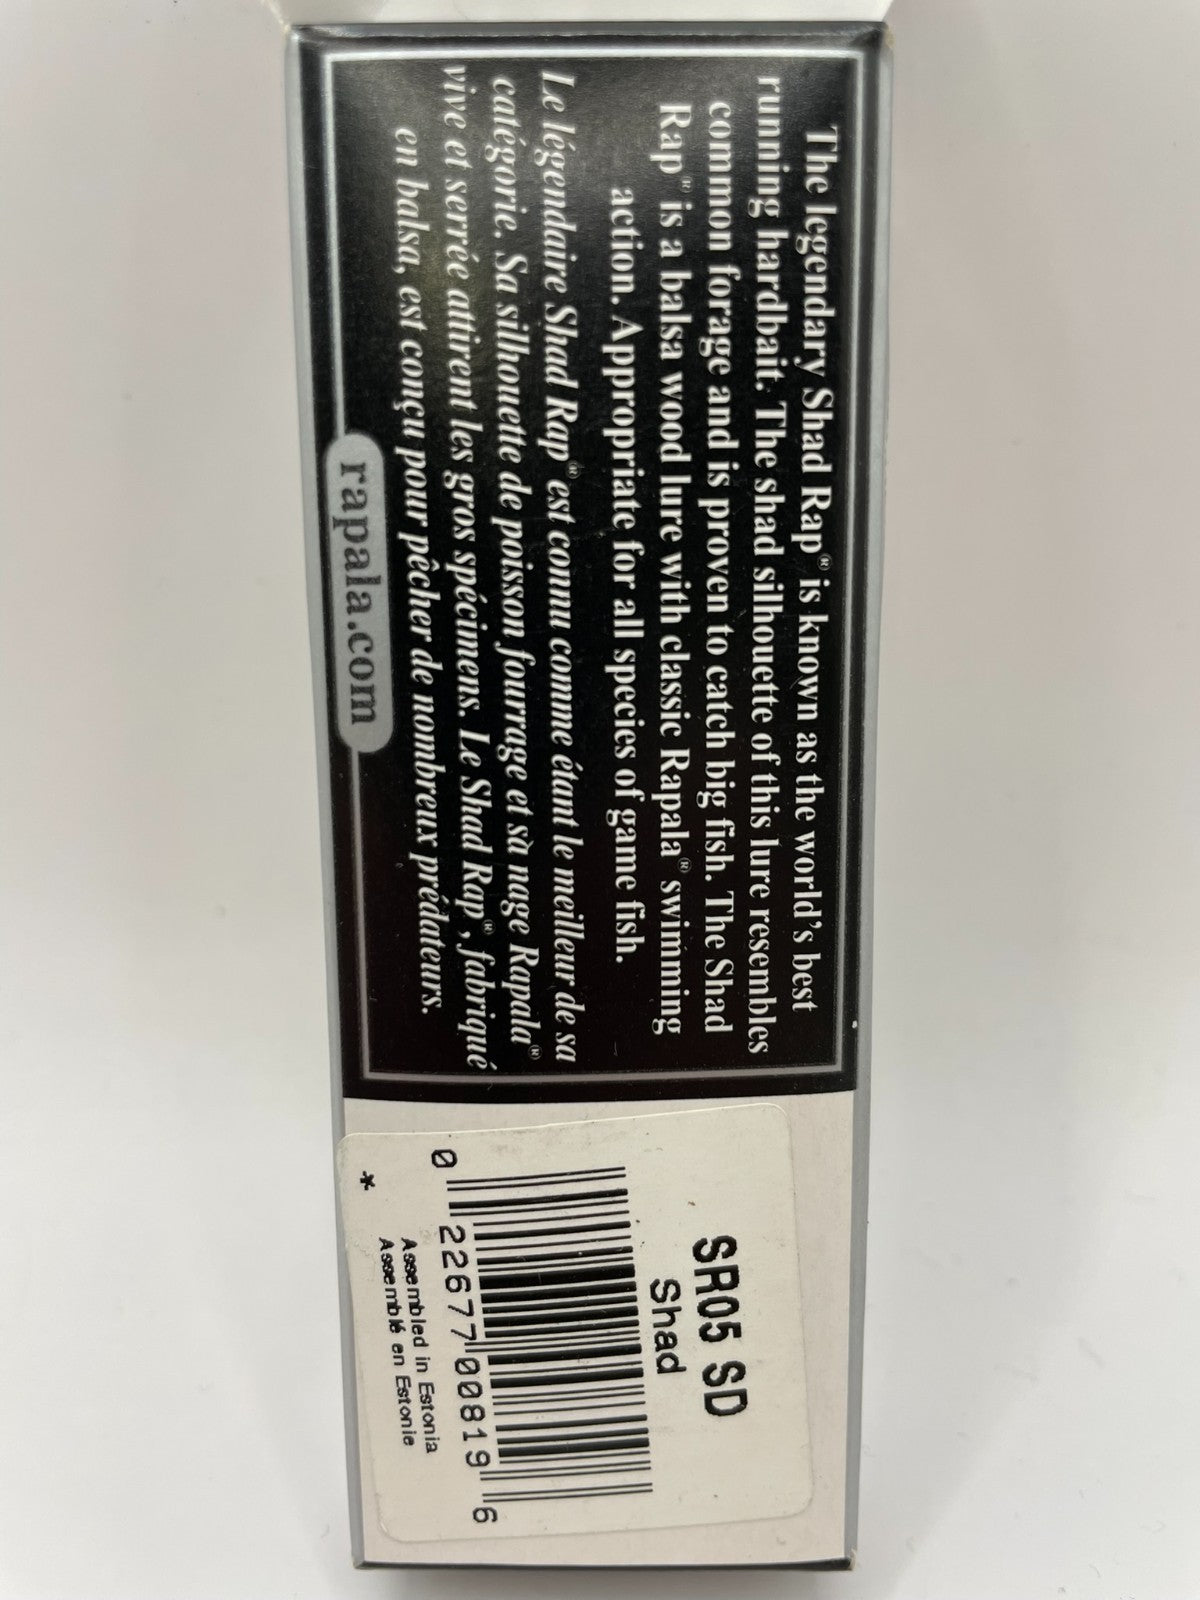 The legendary Shad Rap® is known as the world's best
running hardbait. The shad silhouette of this lure resembles
common forage and is proven to catch big fish. The Shad
Rap® is a balsa wood lure with classic Rapala® swimming
action. Appropriate for all species of game fish.
Le légendaire Shad Rap® est connu comme étant le meilleur de sa
catégorie. Sa silhouette de poisson fourrage et sà nage Rapala®
vive et serrée attirent les gros spécimens. Le Shad Rap®, fabriqué
en balsa, est conçu pour pêcher de nombreux prédateurs.
rapala.com
SR05 SD
Shad
0 22677 00819 6
Assembled in Estonia
* Assemblé en Estonie